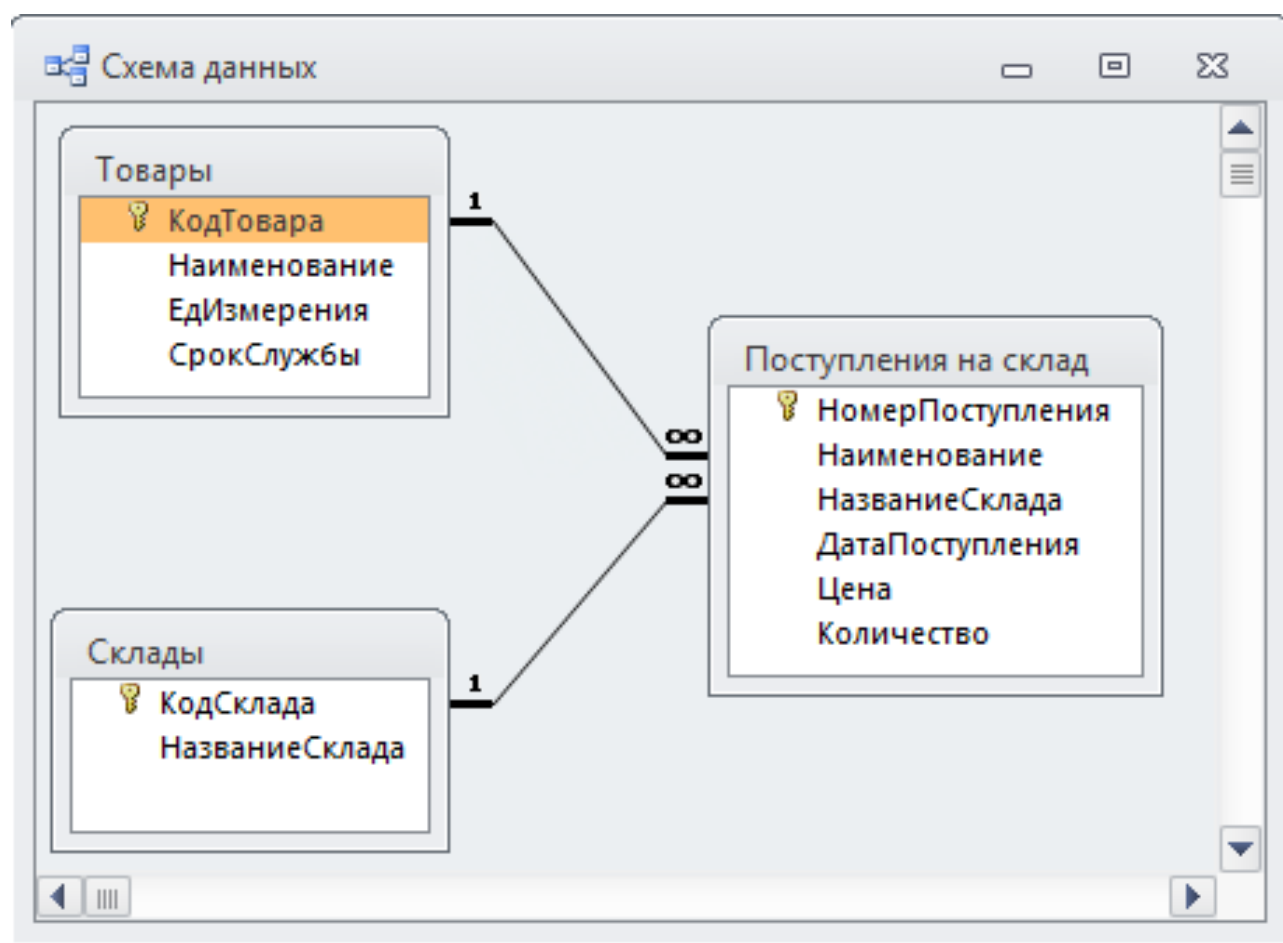 Схема данных
Товары
КодТовара
Наименование
ЕдИзмерения
СрокСлужбы
1
∞
∞
1
Поступления на склад
НомерПоступления
Наименование
НазваниеСклада
ДатаПоступления
Цена
Количество
Склады
КодСклада
НазваниеСклада